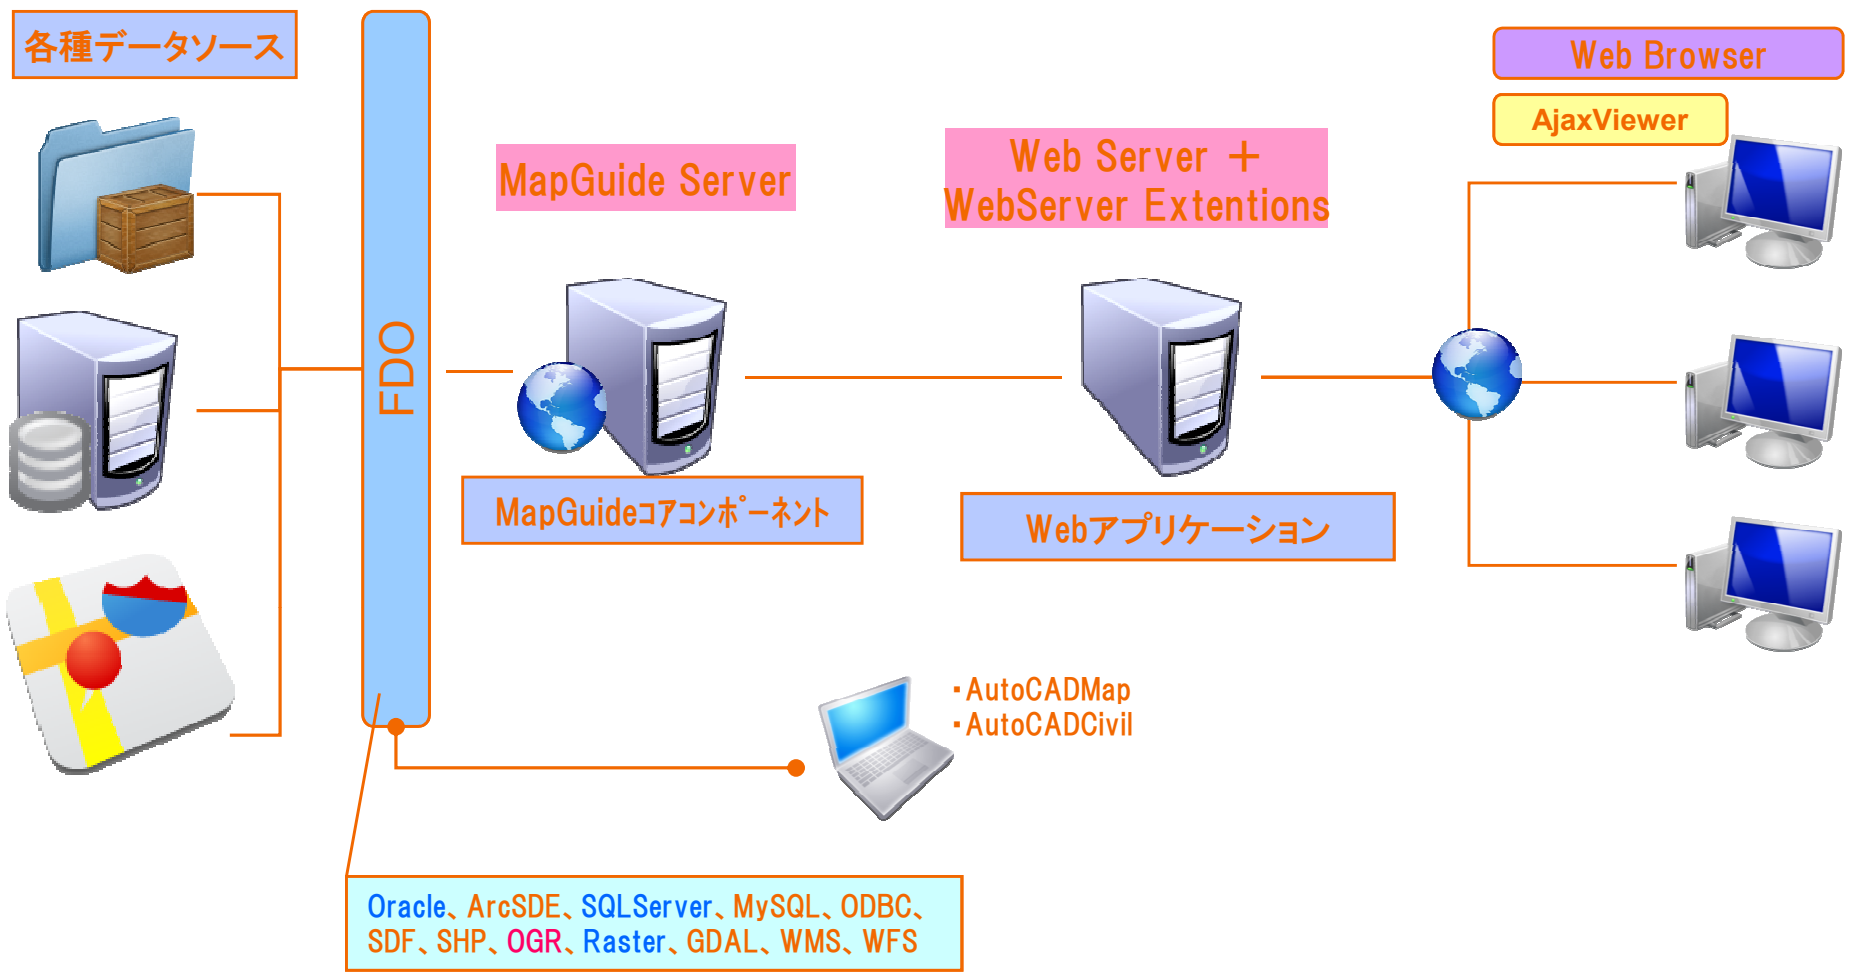 各種データソース
FDO
MapGuide Server
Web Server ＋
WebServer Extentions
Web Browser
AjaxViewer
MapGuideｺｱｺﾝﾎﾟｰﾈﾝﾄ
Webアプリケーション
・AutoCADMap
・AutoCADCivil
Oracle、ArcSDE、SQLServer、MySQL、ODBC、
SDF、SHP、OGR、Raster、GDAL、WMS、WFS